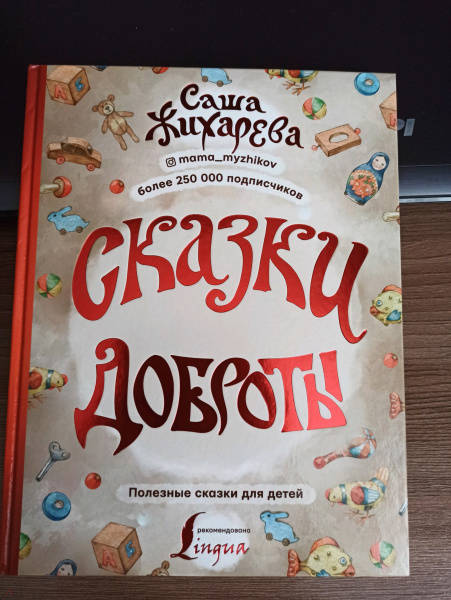 Саша
Жихарева
mama_myzhikov
более 250 000 подписчиков
СКАЗКИ
ДОБРОТЫ
Полезные сказки для детей
рекомендовано
Lingua